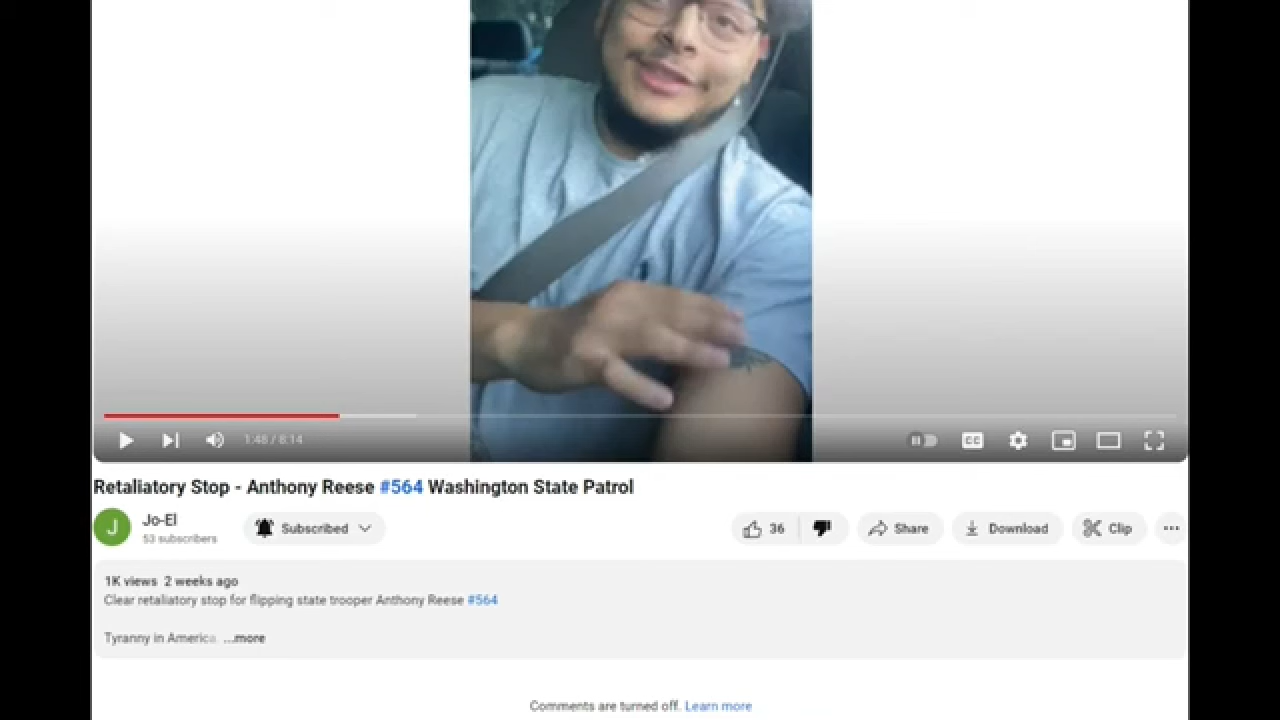 1:48 / 8:14
CC
Retaliatory Stop - Anthony Reese #564 Washington State Patrol
J
Jo-El
53 subscribers
Subscribed
36
Share
Download
Clip
1K views 2 weeks ago
Clear retaliatory stop for flipping state trooper Anthony Reese #564
Tyranny in America. ...more
Comments are turned off. Learn more